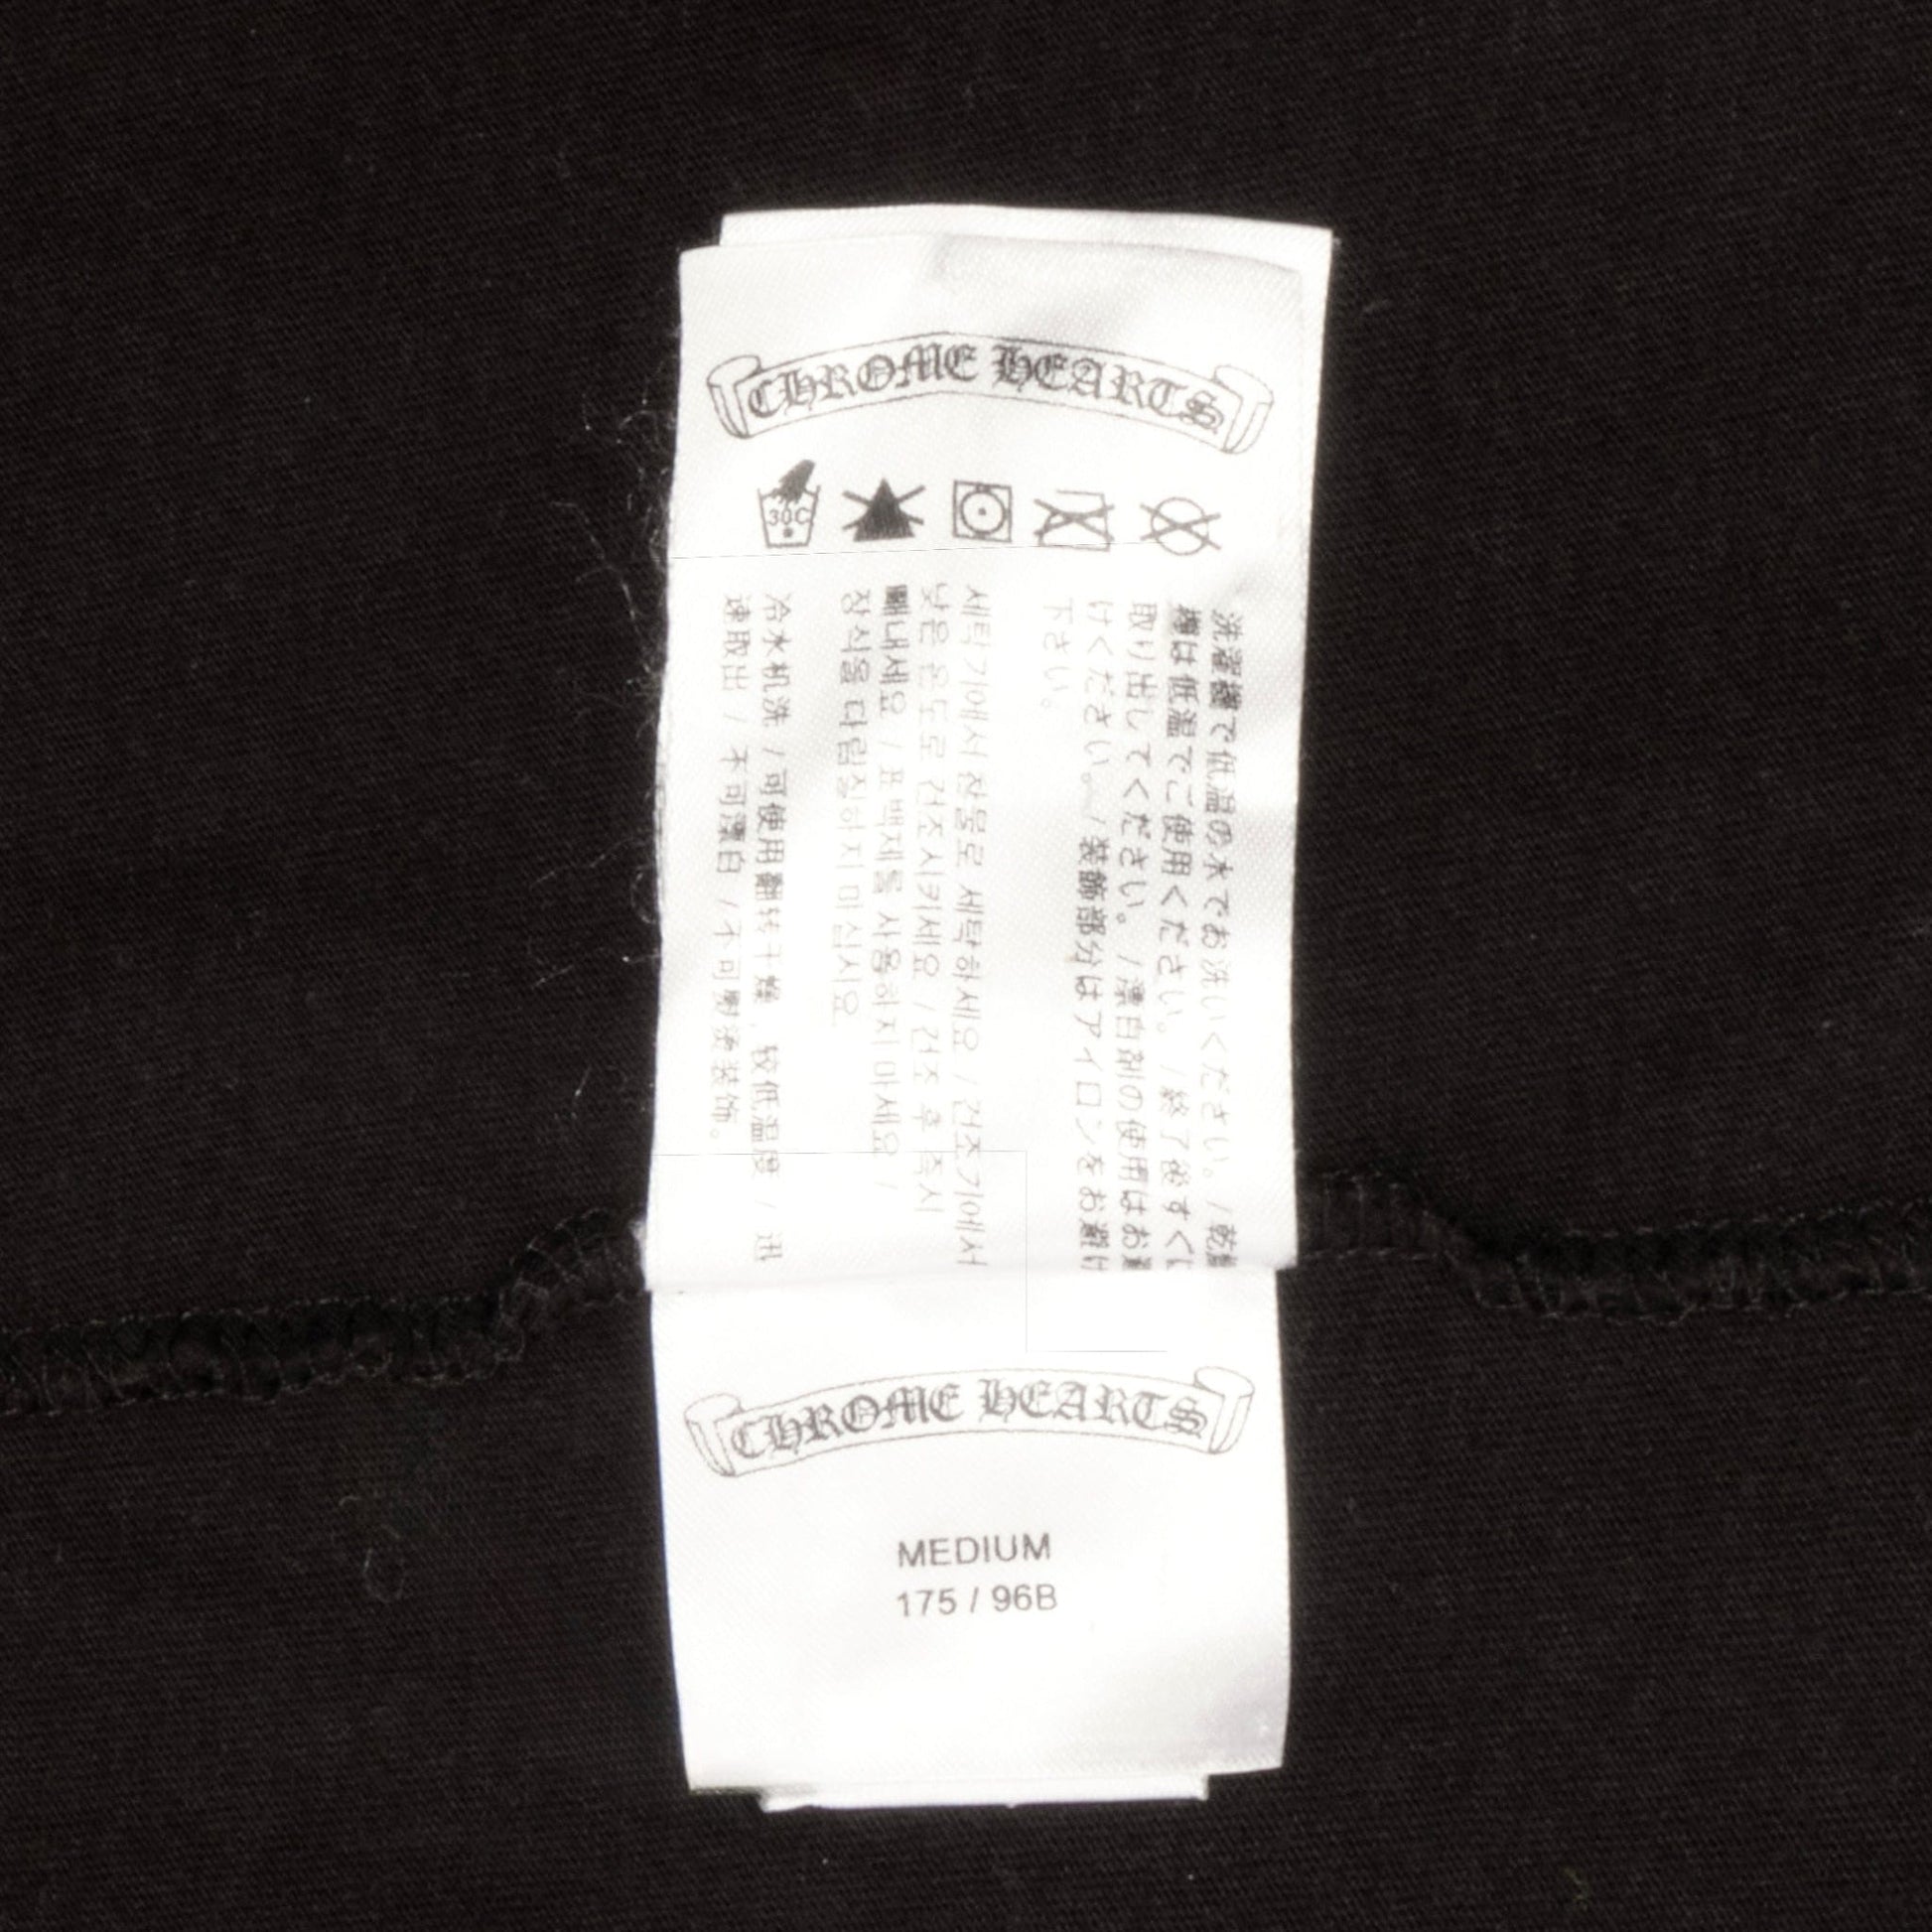 CHROME HEARTS
30C
洗濯機で低温の水でお洗いください。/ 乾燥
機は低温でご使用ください。/ 終了後すぐに
取り出してください。/ 漂白剤の使用はお避
けください。/ 装飾部分はアイロンをお避け
下さい。
세탁기에서 찬물로 세탁하세요 / 건조기에서
낮은 온도로 건조시키세요 / 건조 후 즉시
빼내세요 / 표백제를 사용하지 마세요 /
장식을 다림질하지 마십시요
冷水机洗 / 可使用翻转干燥，较低温度 / 迅
速取出 / 不可漂白 / 不可熨烫装饰。
CHROME HEARTS
MEDIUM
175 / 96B